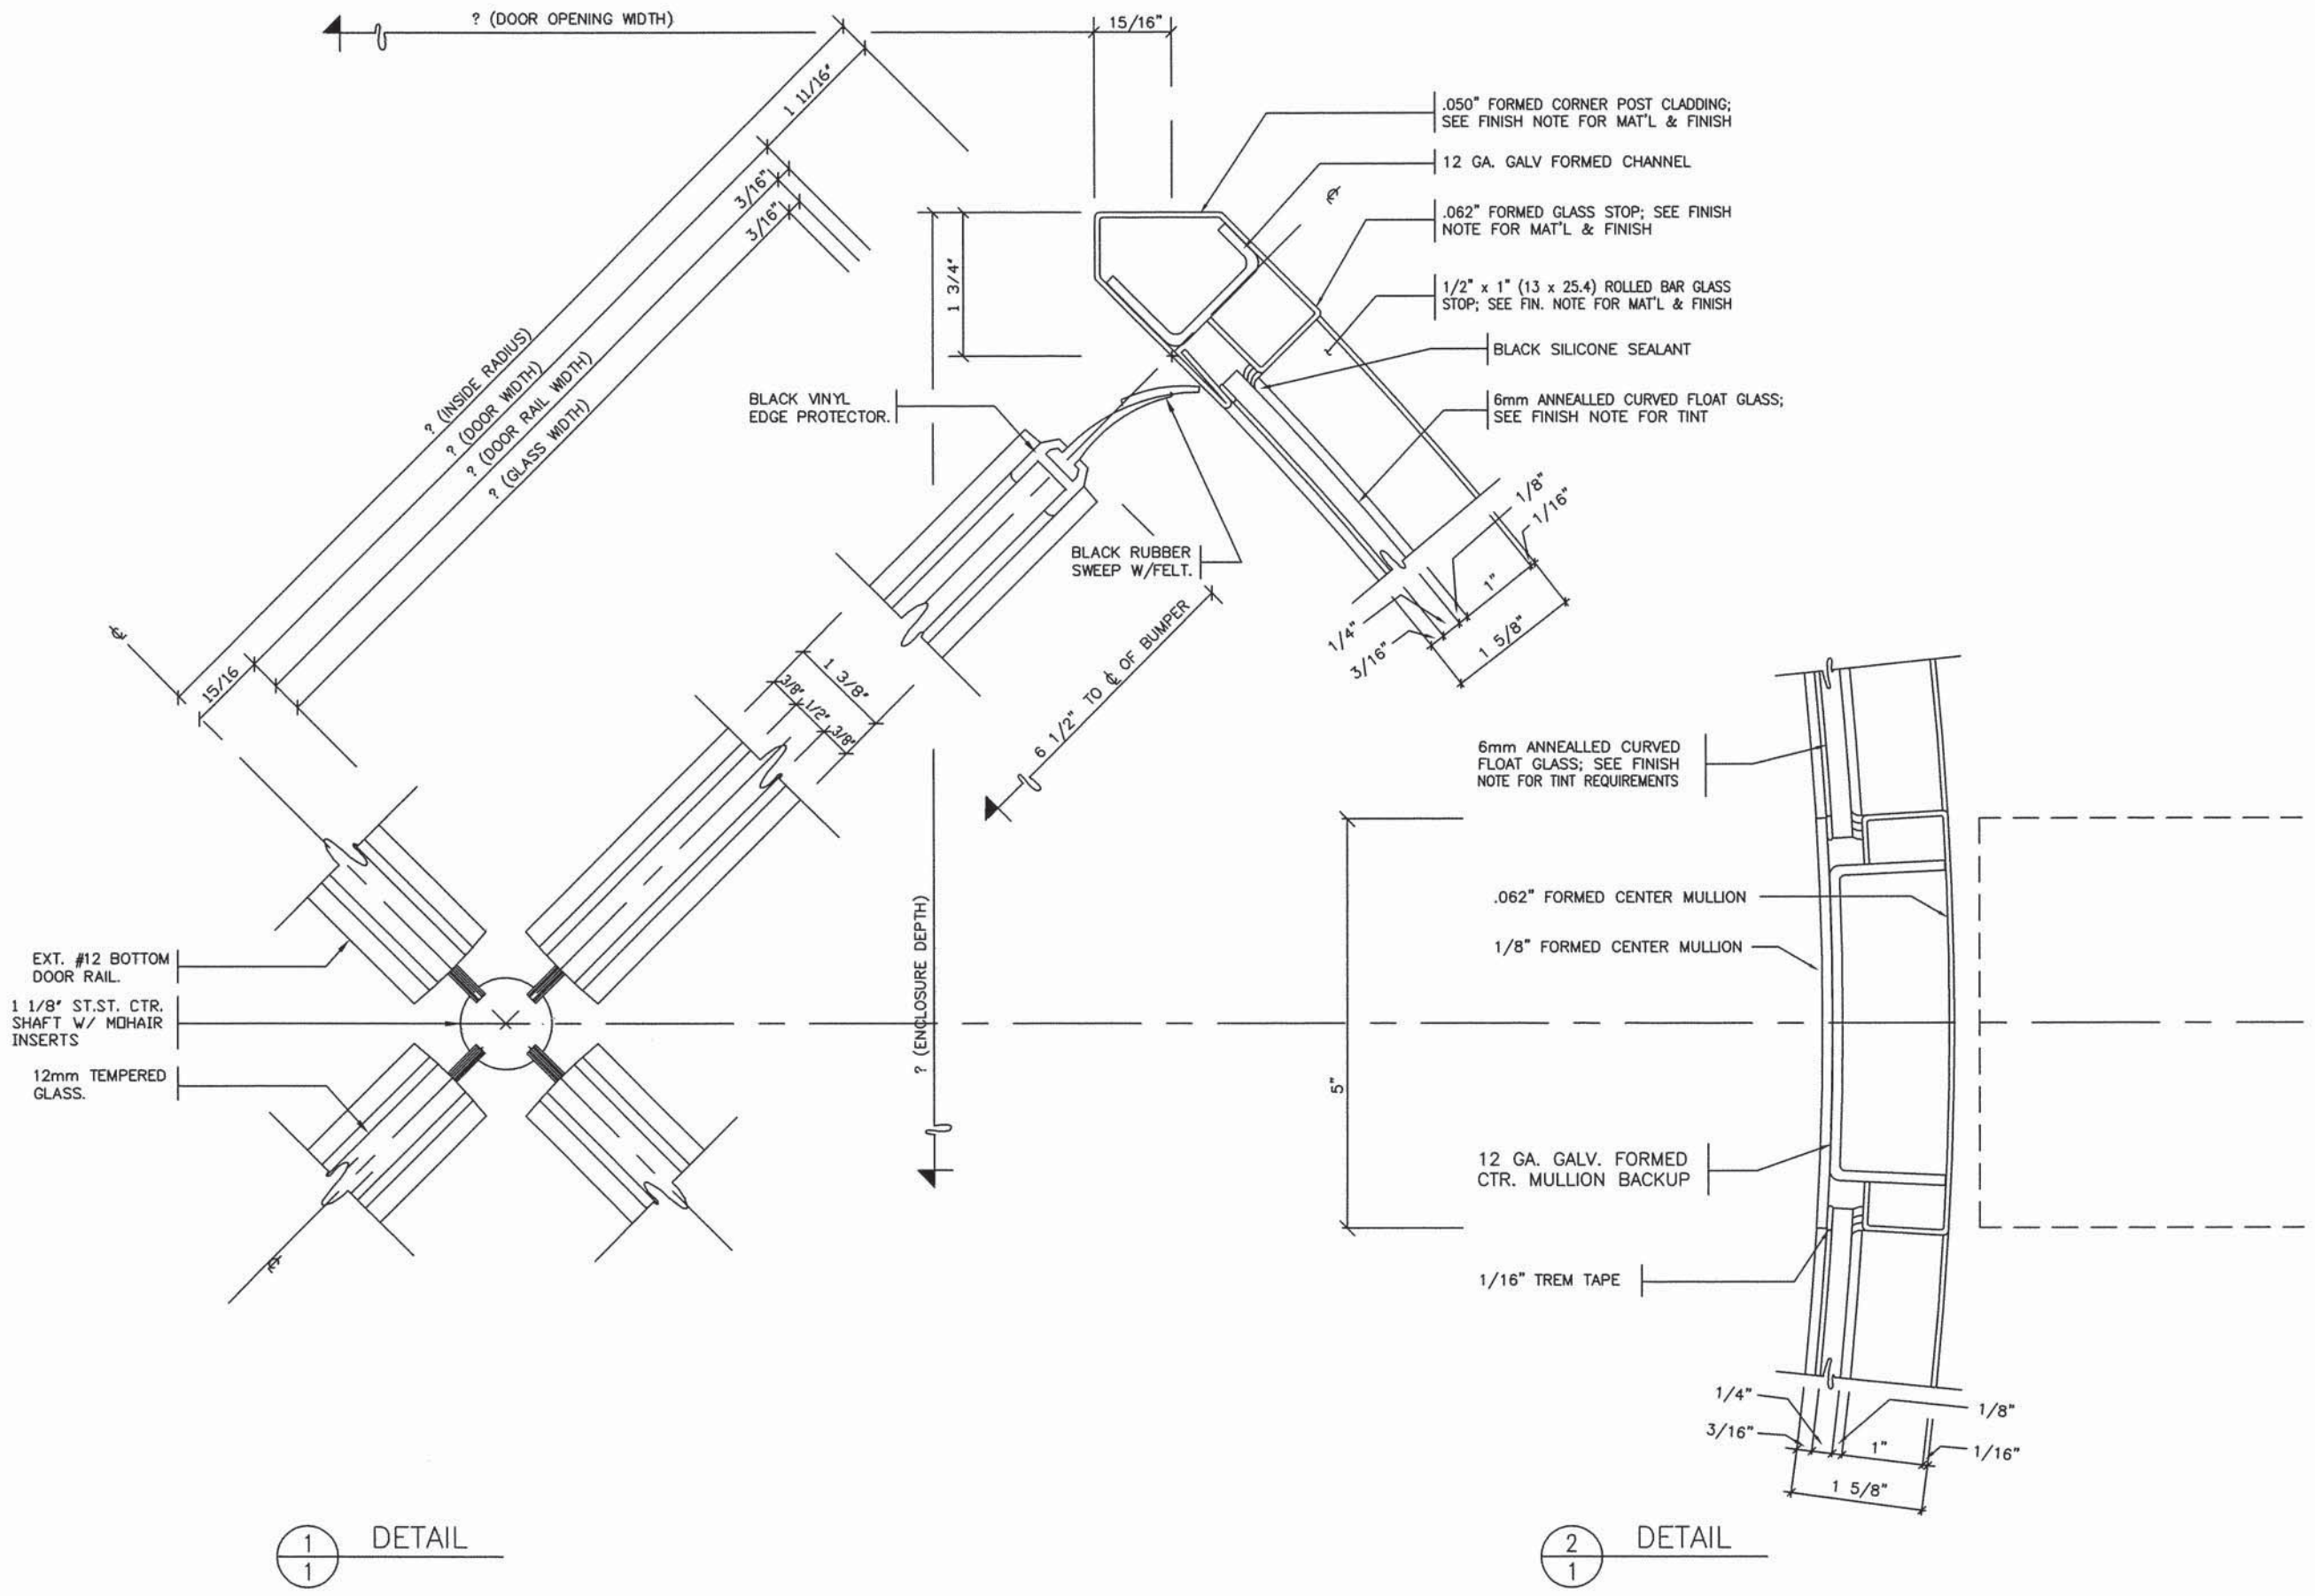 ? (DOOR OPENING WIDTH)
15/16"
1 11/16"
3/16"
3/16"
? (INSIDE RADIUS)
? (DOOR WIDTH)
? (DOOR RAIL WIDTH)
? (GLASS WIDTH)
15/16
℄
1 3/4"
℄
.050" FORMED CORNER POST CLADDING;
SEE FINISH NOTE FOR MAT'L & FINISH
12 GA. GALV FORMED CHANNEL
.062" FORMED GLASS STOP; SEE FINISH
NOTE FOR MAT'L & FINISH
1/2" x 1" (13 x 25.4) ROLLED BAR GLASS
STOP; SEE FIN. NOTE FOR MAT'L & FINISH
BLACK SILICONE SEALANT
6mm ANNEALLED CURVED FLOAT GLASS;
SEE FINISH NOTE FOR TINT
BLACK VINYL
EDGE PROTECTOR.
BLACK RUBBER
SWEEP W/FELT.
1/8"
1/16"
1"
1/4"
3/16"
1 5/8"
6 1/2" TO ℄ OF BUMPER
1 3/8"
3/8"
1/2"
3/8"
? (ENCLOSURE DEPTH)
EXT. #12 BOTTOM
DOOR RAIL.
1 1/8" ST.ST. CTR.
SHAFT W/ MOHAIR
INSERTS
12mm TEMPERED
GLASS.
℄
6mm ANNEALLED CURVED
FLOAT GLASS; SEE FINISH
NOTE FOR TINT REQUIREMENTS
.062" FORMED CENTER MULLION
1/8" FORMED CENTER MULLION
5"
12 GA. GALV. FORMED
CTR. MULLION BACKUP
1/16" TREM TAPE
1/4"
3/16"
1/8"
1"
1/16"
1 5/8"
1
1
DETAIL
2
1
DETAIL